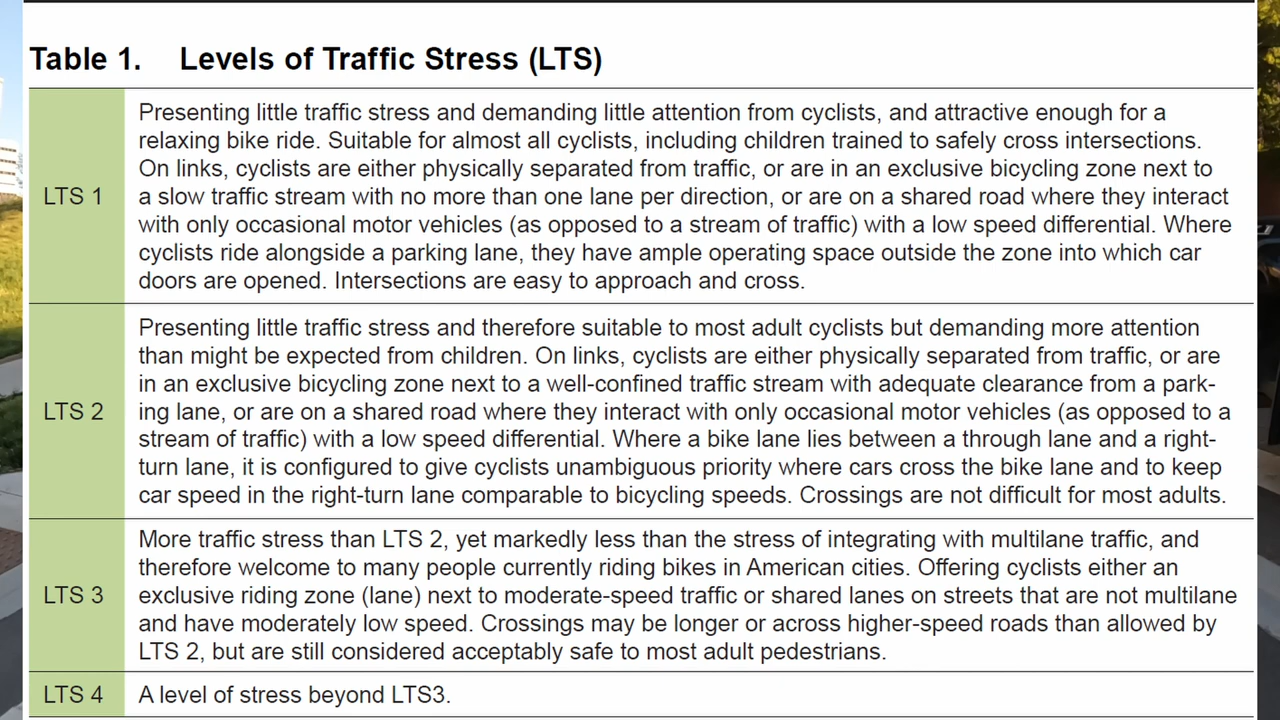 Table 1. Levels of Traffic Stress (LTS)
LTS 1
Presenting little traffic stress and demanding little attention from cyclists, and attractive enough for a
relaxing bike ride. Suitable for almost all cyclists, including children trained to safely cross intersections.
On links, cyclists are either physically separated from traffic, or are in an exclusive bicycling zone next to
a slow traffic stream with no more than one lane per direction, or are on a shared road where they interact
with only occasional motor vehicles (as opposed to a stream of traffic) with a low speed differential. Where
cyclists ride alongside a parking lane, they have ample operating space outside the zone into which car
doors are opened. Intersections are easy to approach and cross.
LTS 2
Presenting little traffic stress and therefore suitable to most adult cyclists but demanding more attention
than might be expected from children. On links, cyclists are either physically separated from traffic, or are
in an exclusive bicycling zone next to a well-confined traffic stream with adequate clearance from a park-
ing lane, or are on a shared road where they interact with only occasional motor vehicles (as opposed to a
stream of traffic) with a low speed differential. Where a bike lane lies between a through lane and a right-
turn lane, it is configured to give cyclists unambiguous priority where cars cross the bike lane and to keep
car speed in the right-turn lane comparable to bicycling speeds. Crossings are not difficult for most adults.
LTS 3
More traffic stress than LTS 2, yet markedly less than the stress of integrating with multilane traffic, and
therefore welcome to many people currently riding bikes in American cities. Offering cyclists either an
exclusive riding zone (lane) next to moderate-speed traffic or shared lanes on streets that are not multilane
and have moderately low speed. Crossings may be longer or across higher-speed roads than allowed by
LTS 2, but are still considered acceptably safe to most adult pedestrians.
LTS 4
A level of stress beyond LTS3.